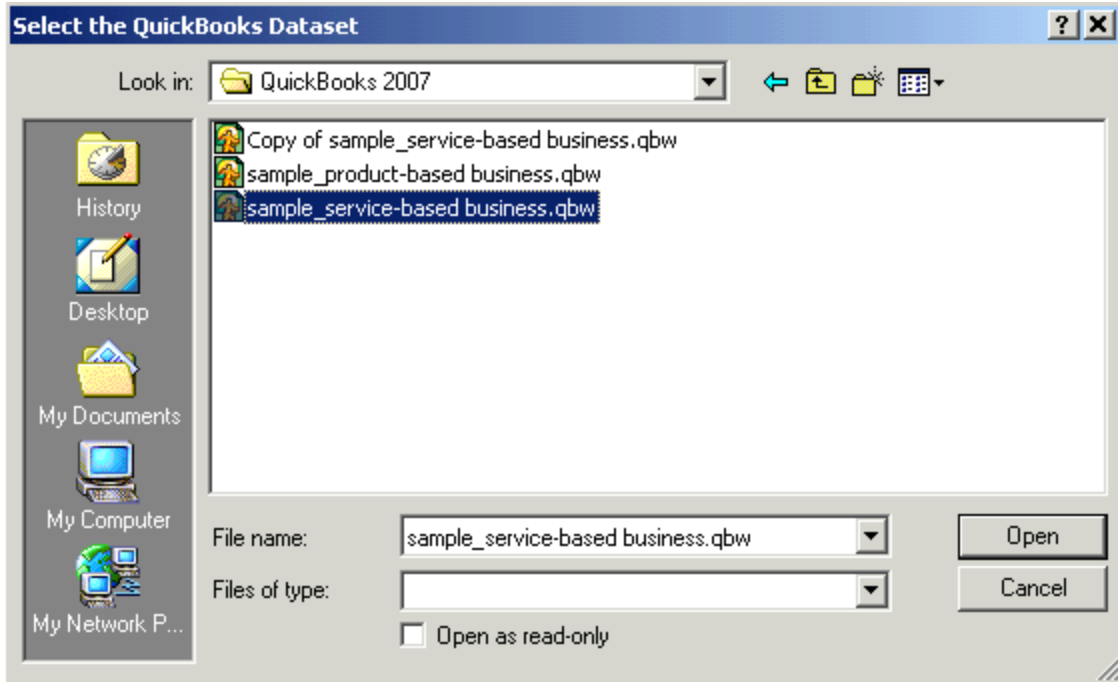 Select the QuickBooks Dataset
Look in: QuickBooks 2007
Copy of sample_service-based business.qbw
sample_product-based business.qbw
sample_service-based business.qbw
History
Desktop
My Documents
My Computer
My Network P...
File name: sample_service-based business.qbw Open
Files of type: Cancel
Open as read-only